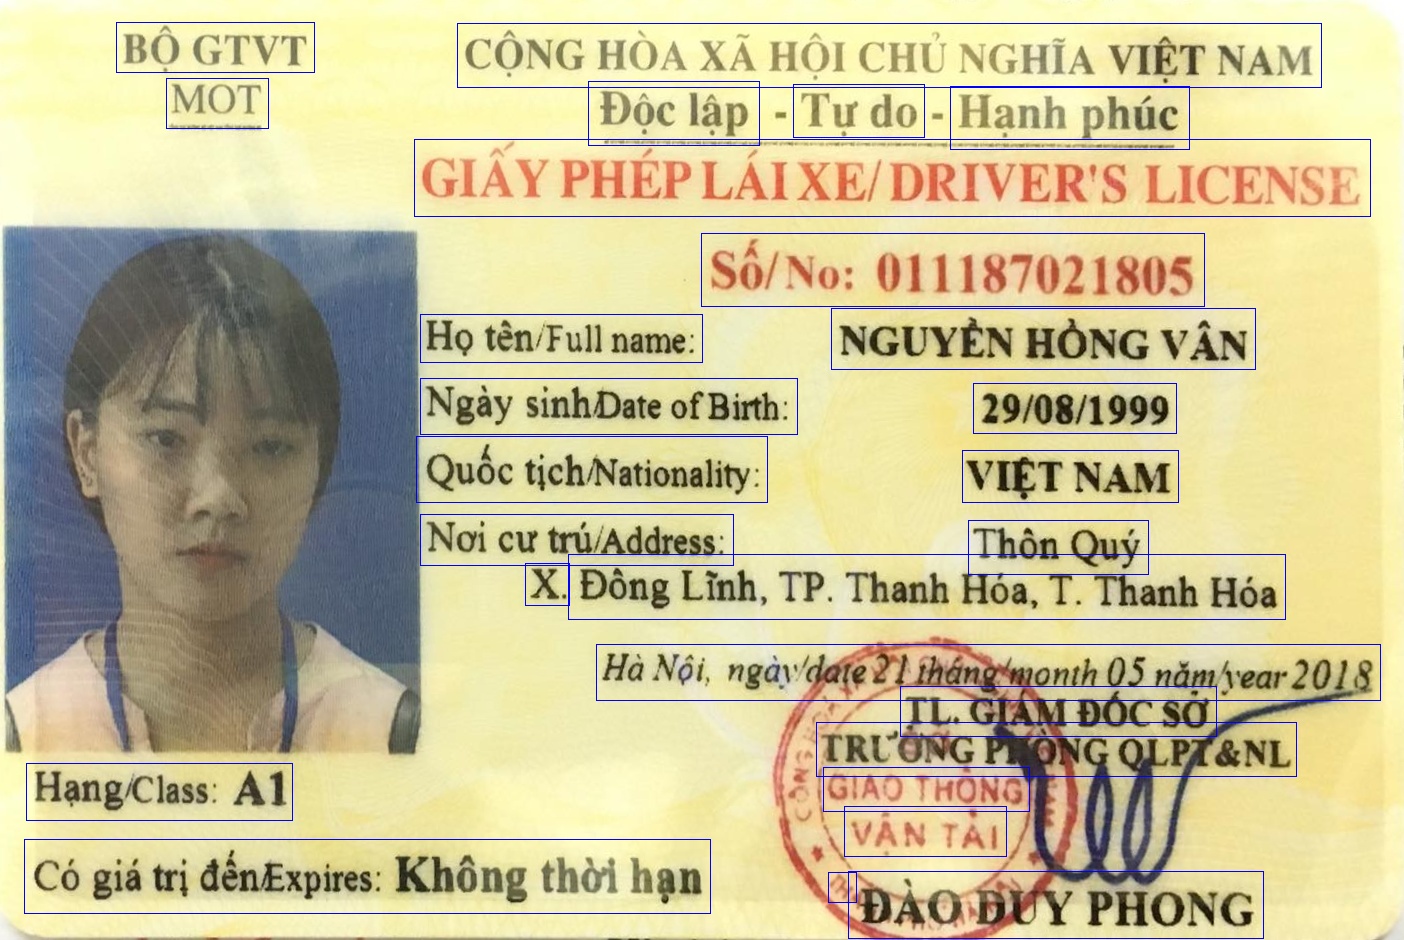 BỘ GTVT
MOT
CỘNG HÒA XÃ HỘI CHỦ NGHĨA VIỆT NAM
Độc lập - Tự do - Hạnh phúc
GIẤY PHÉP LÁI XE/ DRIVER'S LICENSE
Số/No: 011187021805
Họ tên/Full name: NGUYỀN HỒNG VÂN
Ngày sinh/Date of Birth: 29/08/1999
Quốc tịch/Nationality: VIỆT NAM
Nơi cư trú/Address: Thôn Quý
X. Đông Lĩnh, TP. Thanh Hóa, T. Thanh Hóa
Hà Nội, ngày/date 21 tháng/month 05 năm/year 2018
TL. GIÁM ĐỐC SỞ
TRƯỞNG PHÒNG QLPT&NL
GIAO THÔNG
VẬN TẢI
ĐÀO DUY PHONG
Hạng/Class: A1
Có giá trị đến/Expires: Không thời hạn